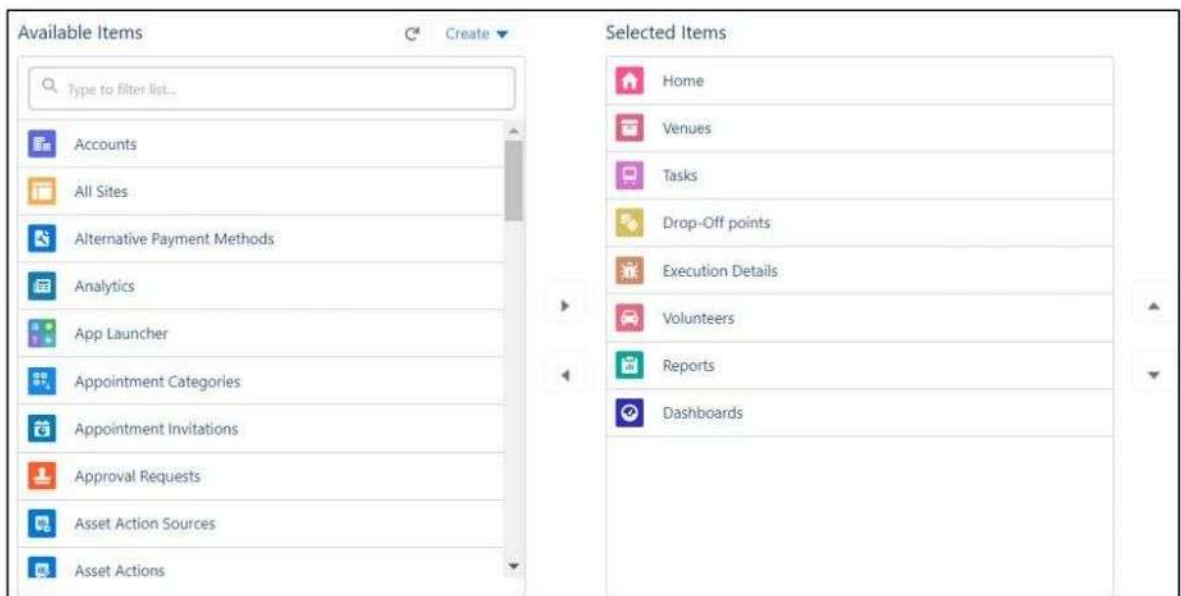 Available Items
Create
Type to filter list...
Accounts
All Sites
Alternative Payment Methods
Analytics
App Launcher
Appointment Categories
Appointment Invitations
Approval Requests
Asset Action Sources
Asset Actions
Selected Items
Home
Venues
Tasks
Drop-Off points
Execution Details
Volunteers
Reports
Dashboards